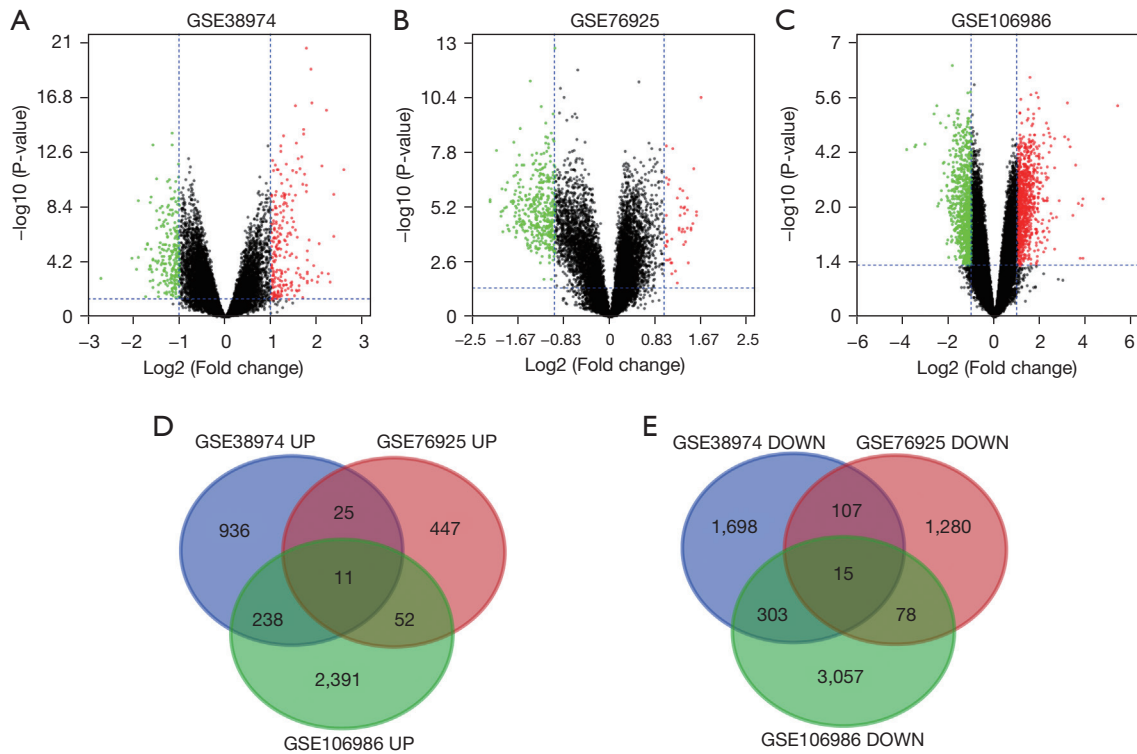 A
GSE38974
21
16.8
12.6
8.4
4.2
0
−log10 (P-value)
−3 −2 −1 0 1 2 3
Log2 (Fold change)
B
GSE76925
13
10.4
7.8
5.2
2.6
0
−log10 (P-value)
−2.5 −1.67 −0.83 0 0.83 1.67 2.5
Log2 (Fold change)
C
GSE106986
7
5.6
4.2
2.0
1.4
0
−log10 (P-value)
−6 −4 −2 0 2 4 6
Log2 (Fold change)
D
GSE38974 UP
GSE76925 UP
936
25
447
11
238
52
2,391
GSE106986 UP
E
GSE38974 DOWN
GSE76925 DOWN
1,698
107
1,280
15
303
78
3,057
GSE106986 DOWN